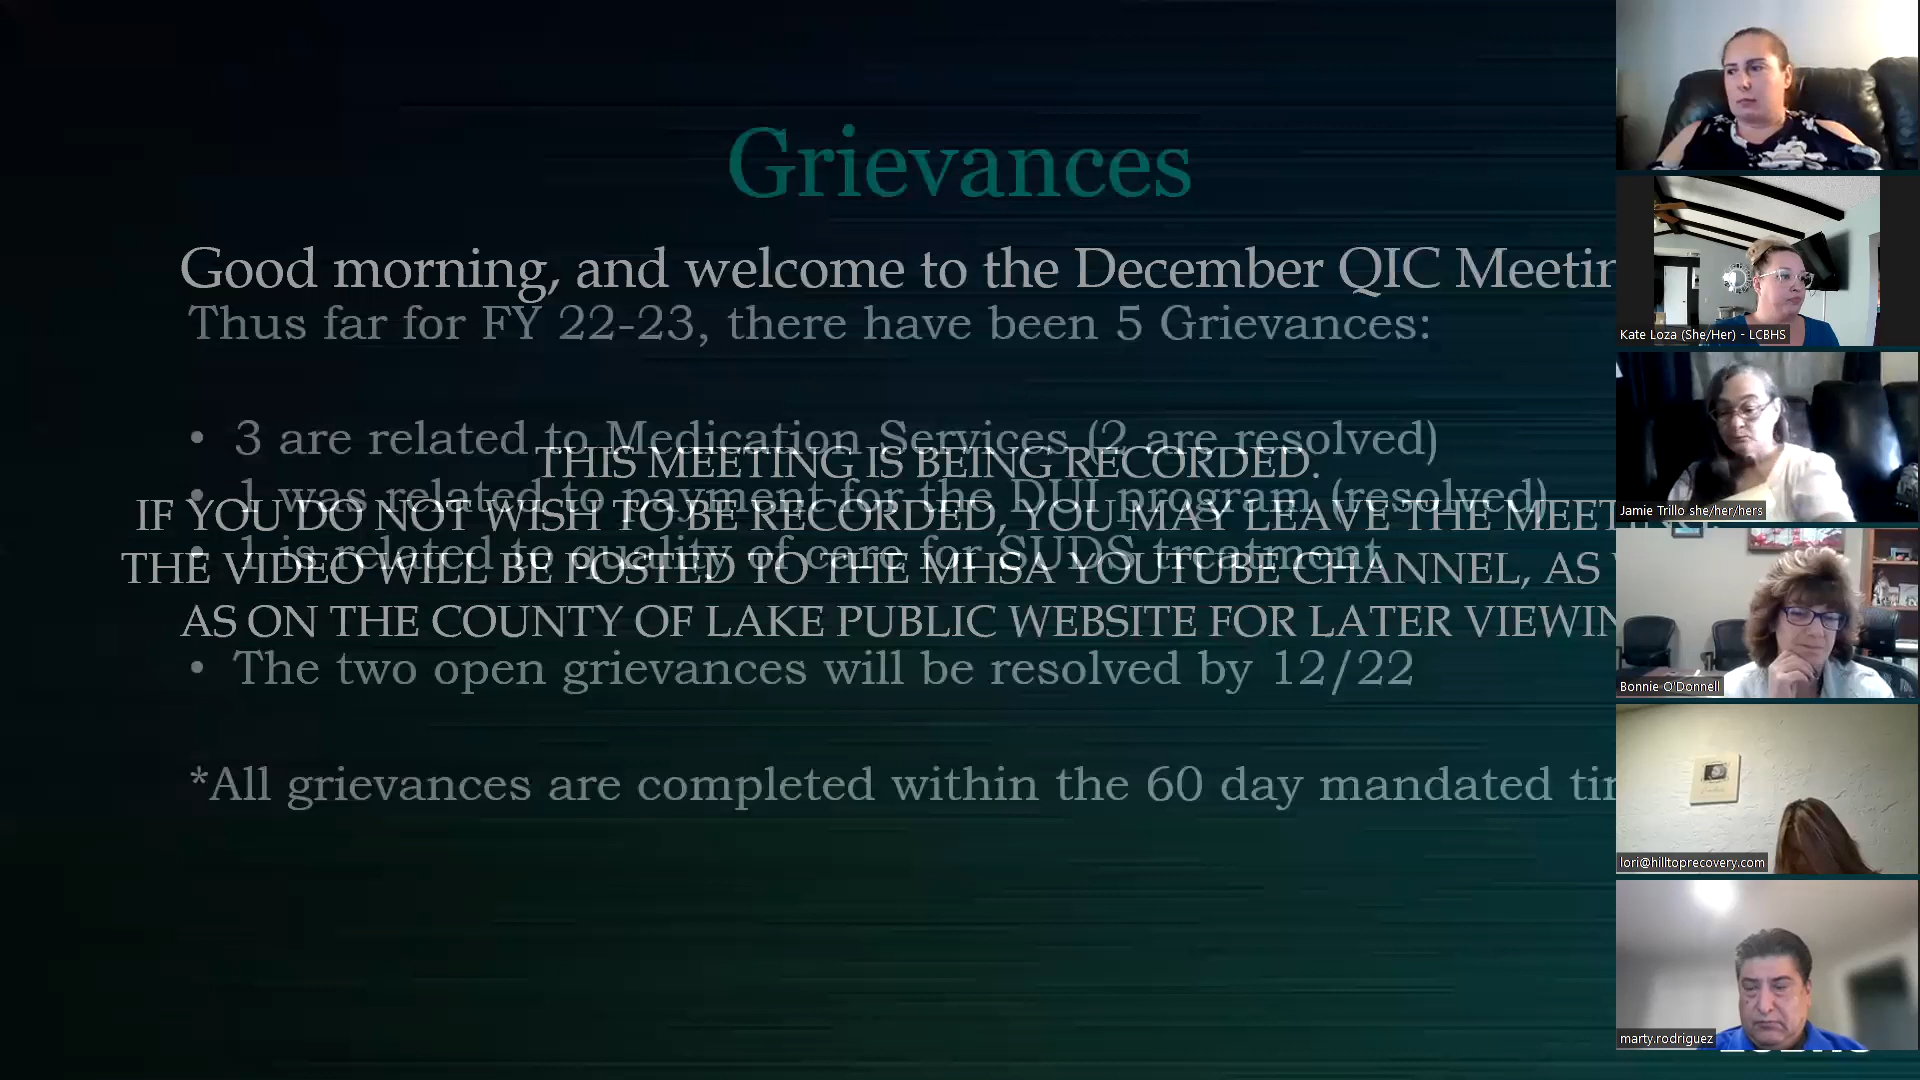 Grievances
Good morning, and welcome to the December QIC Meetin
Thus far for FY 22-23, there have been 5 Grievances:
• 3 are related to Medication Services (2 are resolved)
THIS MEETING IS BEING RECORDED.
• 1 was related to payment for the DUI program (resolved)
IF YOU DO NOT WISH TO BE RECORDED, YOU MAY LEAVE THE MEET
• 1 is related to quality of care for SUDS treatment
THE VIDEO WILL BE POSTED TO THE MHSA YOUTUBE CHANNEL, AS
AS ON THE COUNTY OF LAKE PUBLIC WEBSITE FOR LATER VIEWIN
• The two open grievances will be resolved by 12/22
*All grievances are completed within the 60 day mandated
Kate Loza (She/Her) - LCBHS
Jamie Trillo she/her/hers
Bonnie O'Donnell
lori@hilltoprecovery.com
marty.rodriguez